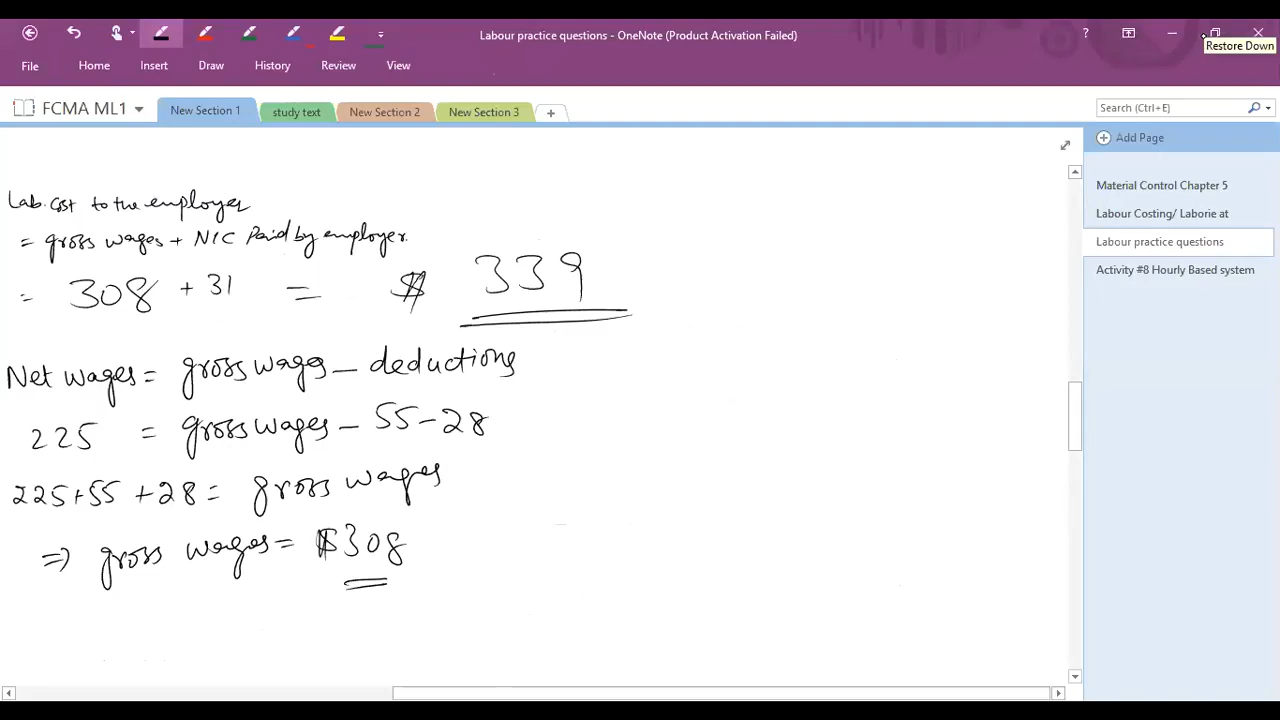 Labour practice questions - OneNote (Product Activation Failed)
?
Restore Down
File Home Insert Draw History Review View
FCMA ML1 New Section 1 study text New Section 2 New Section 3
Search (Ctrl+E)
Add Page
Material Control Chapter 5
Labour Costing/ Laborie at
Labour practice questions
Activity #8 Hourly Based system
Lab. cost to the employer
= gross wages + NIC Paid by employer.
= 308 + 31 = $ 339
Net wages = gross wages - deductions
225 = gross wages - 55 - 28
225+55 +28 = gross wages
=> gross wages = $308